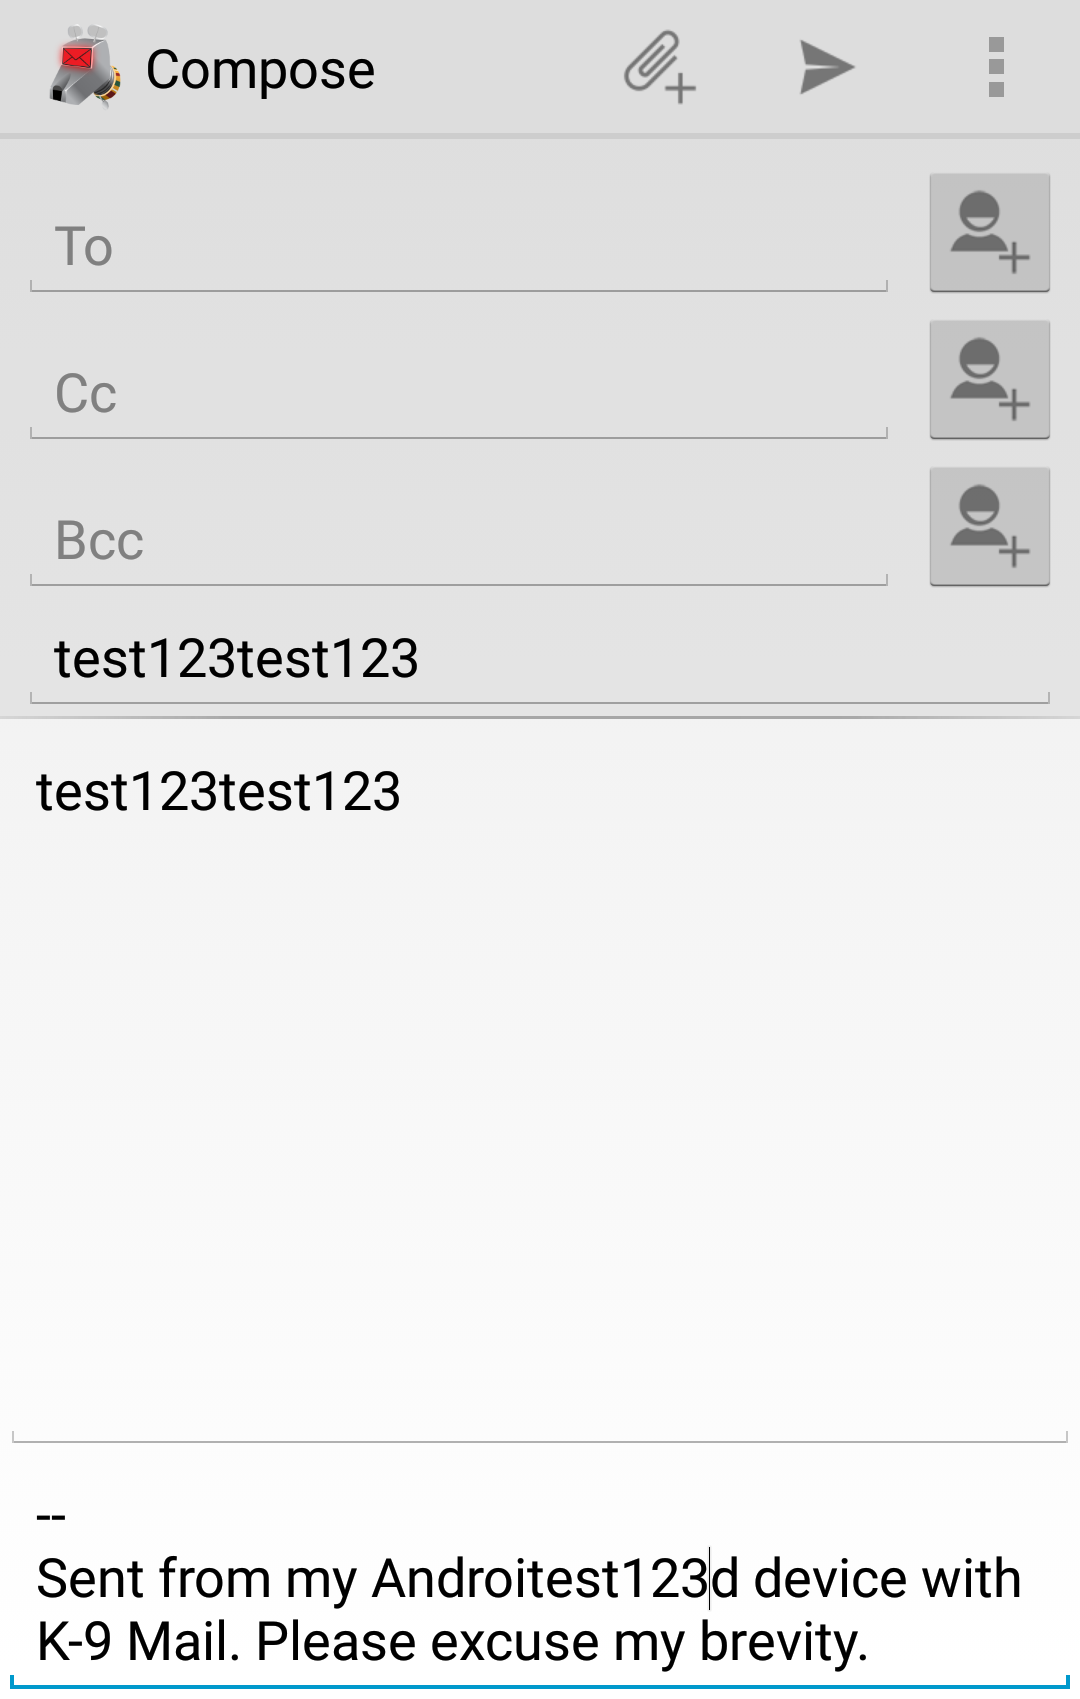 Compose
To
Cc
Bcc
test123test123
test123test123
--
Sent from my Androitest123d device with
K-9 Mail. Please excuse my brevity.